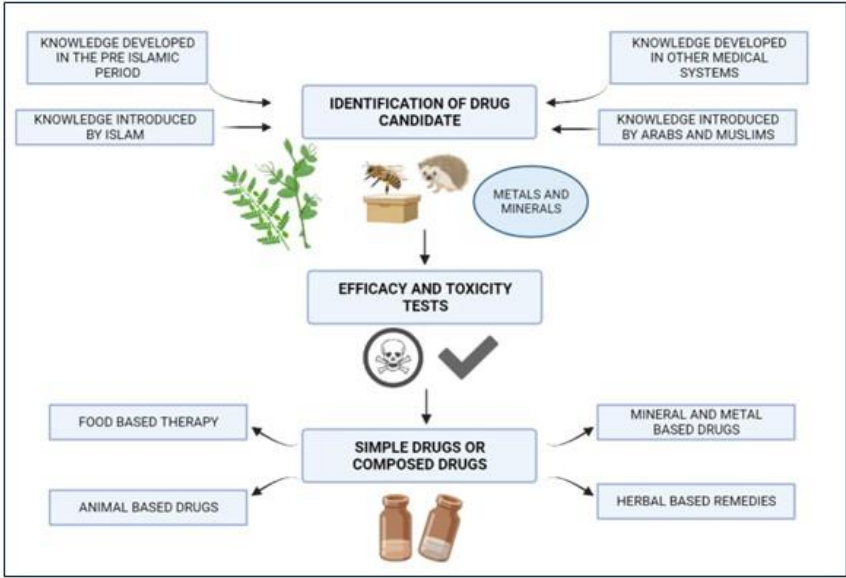 KNOWLEDGE DEVELOPED
IN THE PRE ISLAMIC
PERIOD
KNOWLEDGE DEVELOPED
IN OTHER MEDICAL
SYSTEMS
IDENTIFICATION OF DRUG
CANDIDATE
KNOWLEDGE INTRODUCED
BY ISLAM
KNOWLEDGE INTRODUCED
BY ARABS AND MUSLIMS
METALS AND
MINERALS
EFFICACY AND TOXICITY
TESTS
FOOD BASED THERAPY
MINERAL AND METAL
BASED DRUGS
SIMPLE DRUGS OR
COMPOSED DRUGS
ANIMAL BASED DRUGS
HERBAL BASED REMEDIES